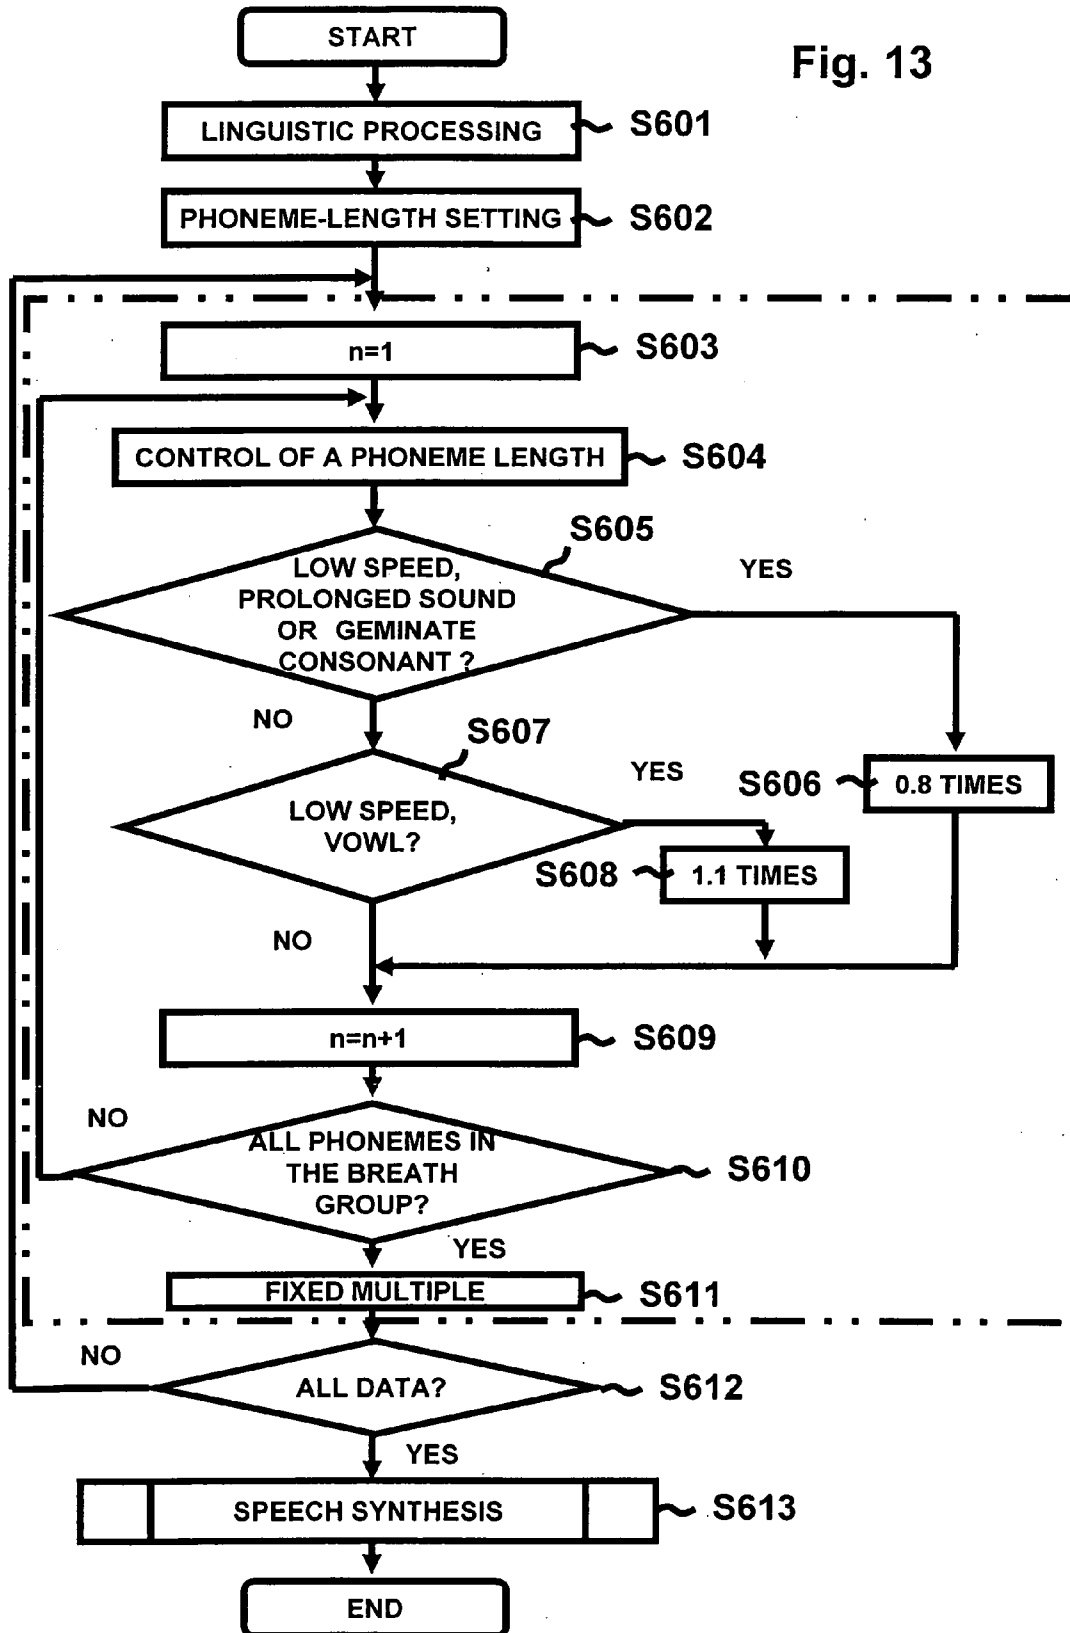 START
Fig. 13
LINGUISTIC PROCESSING
S601
PHONEME-LENGTH SETTING
S602
n=1
S603
CONTROL OF A PHONEME LENGTH
S604
S605
LOW SPEED,
PROLONGED SOUND
OR GEMINATE
CONSONANT ?
YES
NO
S607
LOW SPEED,
VOWL?
YES
S606
0.8 TIMES
S608
1.1 TIMES
NO
n=n+1
S609
NO
ALL PHONEMES IN
THE BREATH
GROUP?
S610
YES
FIXED MULTIPLE
S611
NO
ALL DATA?
S612
YES
SPEECH SYNTHESIS
S613
END